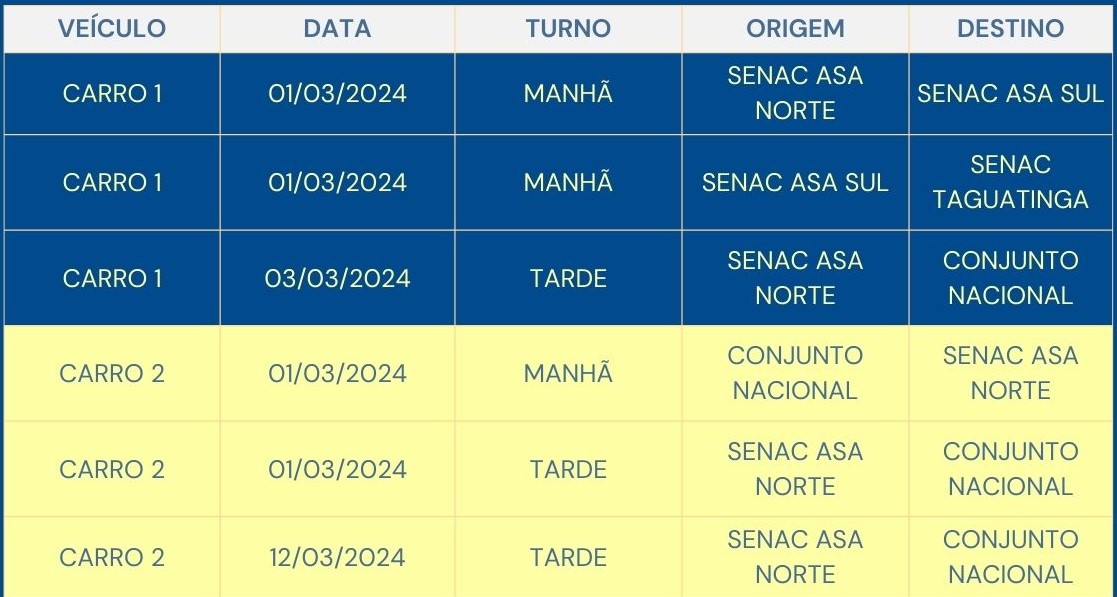 VEÍCULO DATA TURNO ORIGEM DESTINO
CARRO 1 01/03/2024 MANHÃ SENAC ASA NORTE SENAC ASA SUL
CARRO 1 01/03/2024 MANHÃ SENAC ASA SUL SENAC TAGUATINGA
CARRO 1 03/03/2024 TARDE SENAC ASA NORTE CONJUNTO NACIONAL
CARRO 2 01/03/2024 MANHÃ CONJUNTO NACIONAL SENAC ASA NORTE
CARRO 2 01/03/2024 TARDE SENAC ASA NORTE CONJUNTO NACIONAL
CARRO 2 12/03/2024 TARDE SENAC ASA NORTE CONJUNTO NACIONAL